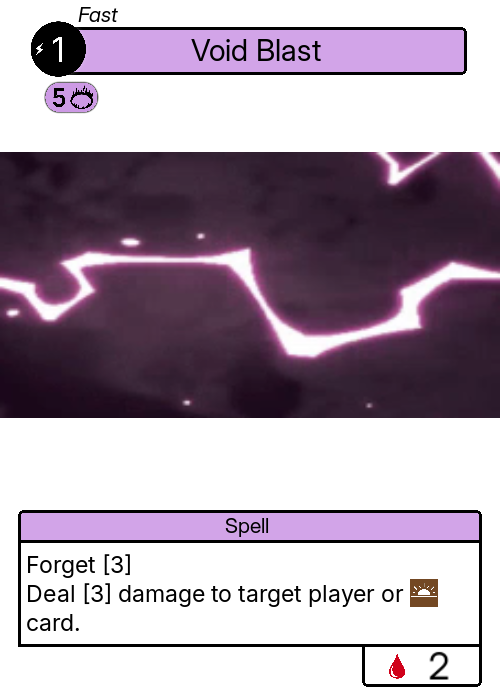 Fast
1
Void Blast
5
Spell
Forget [3]
Deal [3] damage to target player or
card.
2